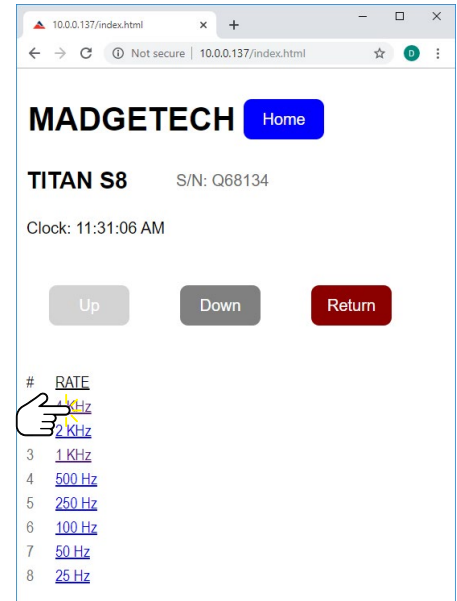 10.0.0.137/index.html
Not secure | 10.0.0.137/index.html
D
MADGETECH Home
TITAN S8 S/N: Q68134
Clock: 11:31:06 AM
Up Down Return
# RATE
KHz
2 KHz
3 1 KHz
4 500 Hz
5 250 Hz
6 100 Hz
7 50 Hz
8 25 Hz